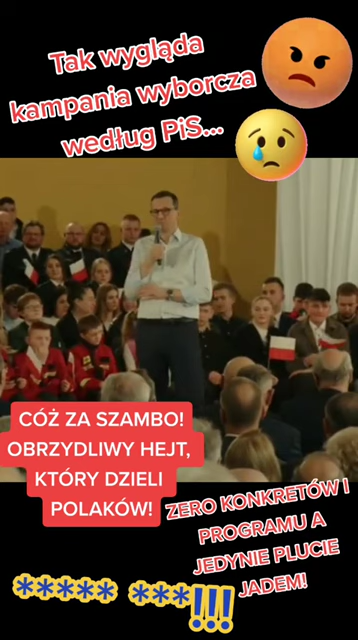 Tak wygląda
kampania wyborcza
według PiS...
CÓŻ ZA SZAMBO!
OBRZYDLIWY HEJT,
KTÓRY DZIELI
POLAKÓW!
ZERO KONKRETÓW I
PROGRAMU A
JEDYNIE PLUCIE
JADEM!
***** ***!!!